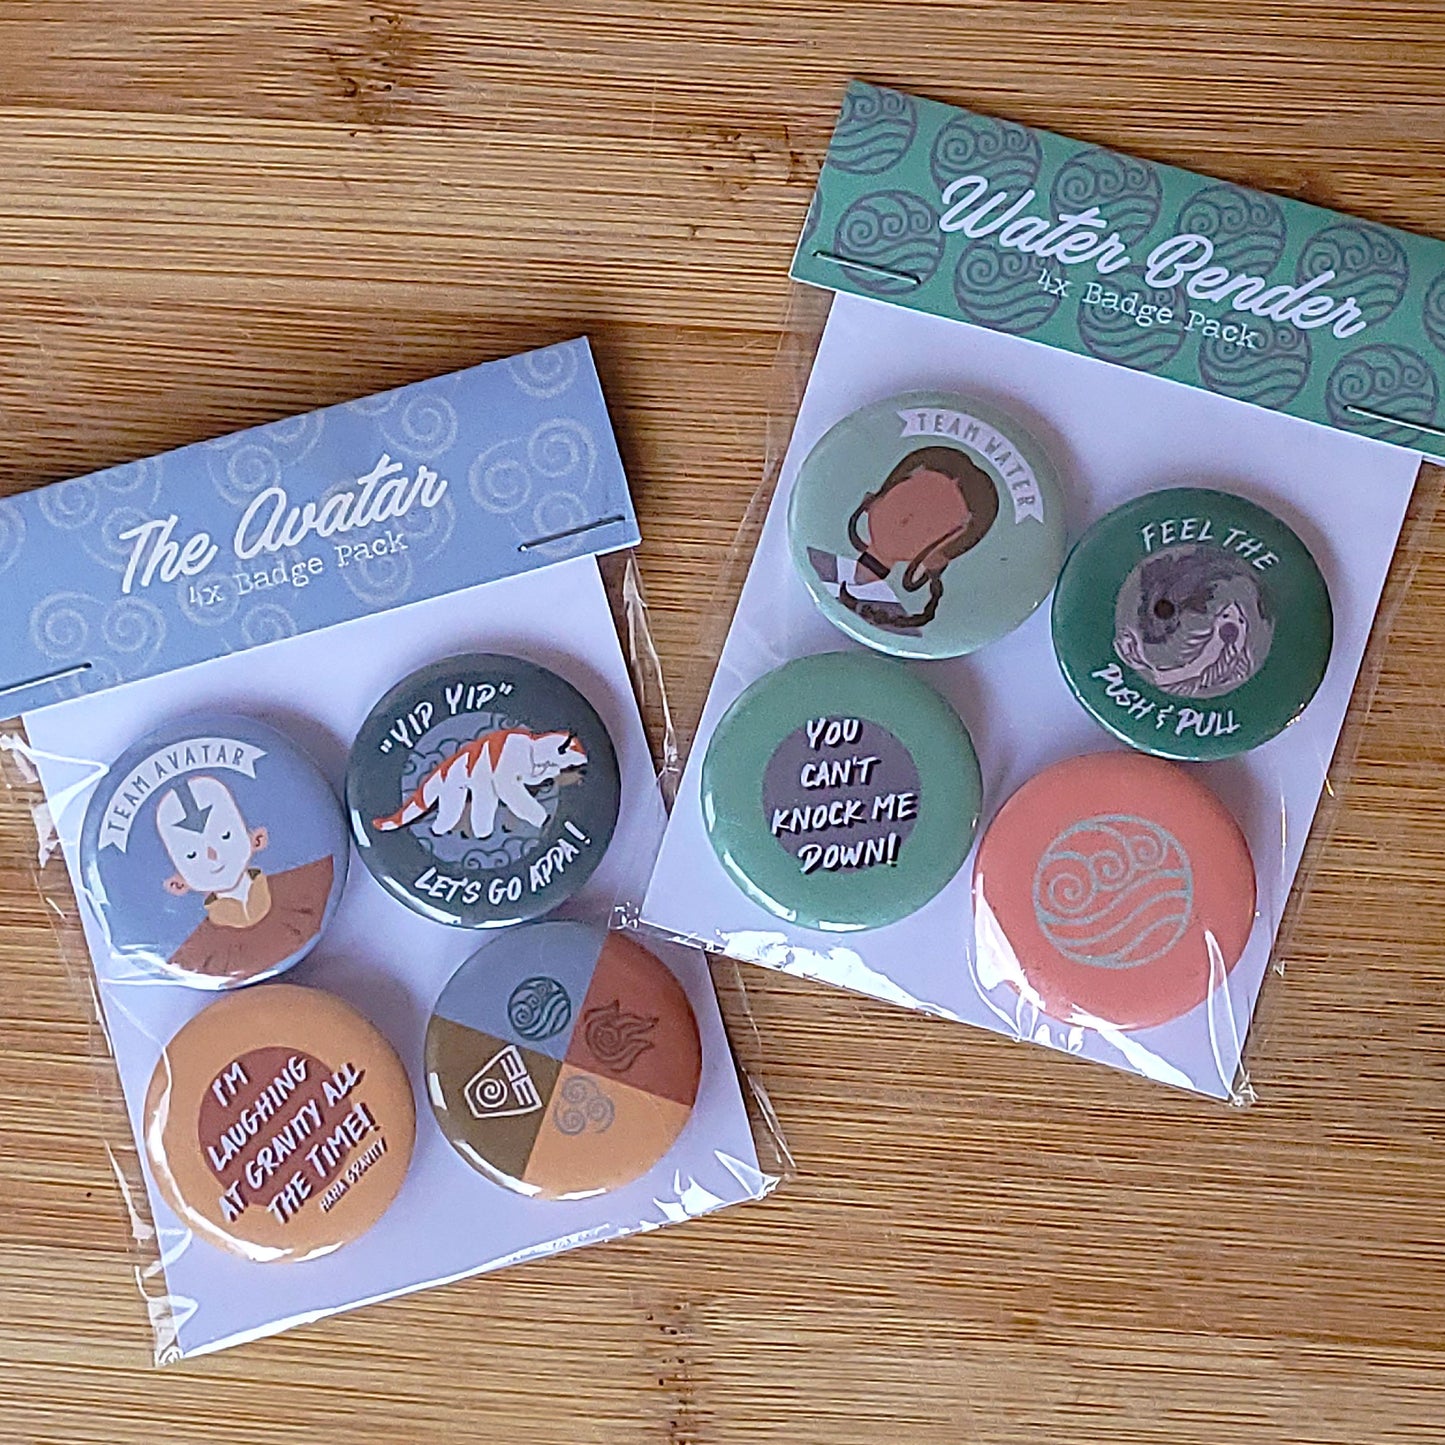 The Avatar
4x Badge Pack
TEAM AVATAR
"YIP YIP"
LET'S GO APPA!
I'M
LAUGHING
AT GRAVITY ALL
THE TIME!
HAHA GRAVITY
Water Bender
4x Badge Pack
TEAM WATER
FEEL THE
PUSH & PULL
YOU
CAN'T
KNOCK ME
DOWN!